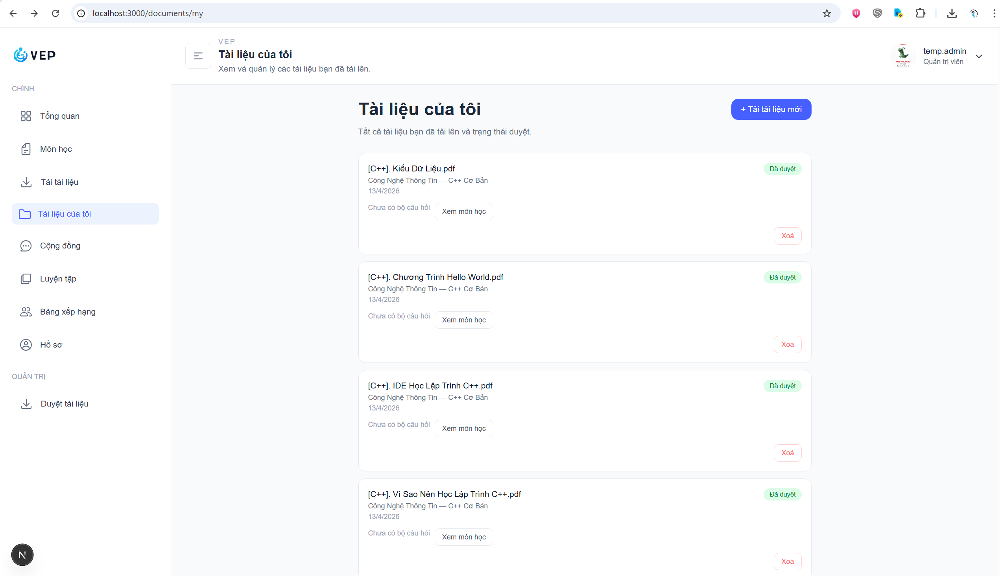 localhost:3000/documents/my
VEP
CHÍNH
Tổng quan
Môn học
Tải tài liệu
Tài liệu của tôi
Cộng đồng
Luyện tập
Bảng xếp hạng
Hồ sơ
QUẢN TRỊ
Duyệt tài liệu
N
VEP
Tài liệu của tôi
Xem và quản lý các tài liệu bạn đã tải lên.
temp.admin
Quản trị viên
Tài liệu của tôi
+ Tải tài liệu mới
Tất cả tài liệu bạn đã tải lên và trạng thái duyệt.
[C++]. Kiểu Dữ Liệu.pdf
Đã duyệt
Công Nghệ Thông Tin — C++ Cơ Bản
13/4/2026
Chưa có bộ câu hỏi
Xem môn học
Xoá
[C++]. Chương Trình Hello World.pdf
Đã duyệt
Công Nghệ Thông Tin — C++ Cơ Bản
13/4/2026
Chưa có bộ câu hỏi
Xem môn học
Xoá
[C++]. IDE Học Lập Trình C++.pdf
Đã duyệt
Công Nghệ Thông Tin — C++ Cơ Bản
13/4/2026
Chưa có bộ câu hỏi
Xem môn học
Xoá
[C++]. Vì Sao Nên Học Lập Trình C++.pdf
Đã duyệt
Công Nghệ Thông Tin — C++ Cơ Bản
13/4/2026
Chưa có bộ câu hỏi
Xem môn học
Xoá